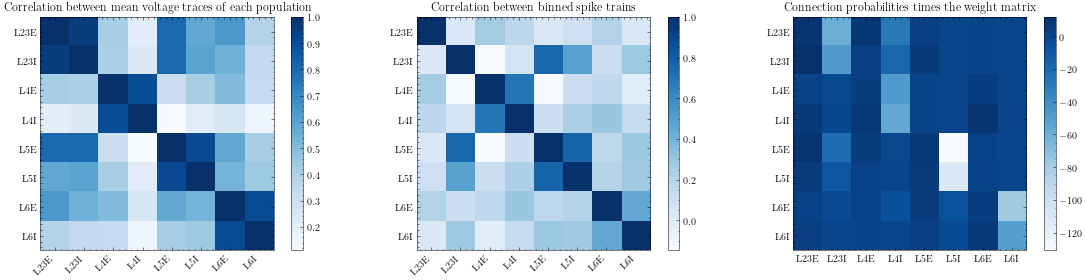 Correlation between mean voltage traces of each population
L23E
L23I
L4E
L4I
L5E
L5I
L6E
L6I
L23E L23I L4E L4I L5E L5I L6E L6I
1.0
0.9
0.8
0.7
0.6
0.5
0.4
0.3
0.2
Correlation between binned spike trains
L23E
L23I
L4E
L4I
L5E
L5I
L6E
L6I
L23E L23I L4E L4I L5E L5I L6E L6I
1.0
0.8
0.6
0.4
0.2
0.0
Connection probabilities times the weight matrix
L23E
L23I
L4E
L4I
L5E
L5I
L6E
L6I
L23E L23I L4E L4I L5E L5I L6E L6I
0
−20
−40
−60
−80
−100
−120